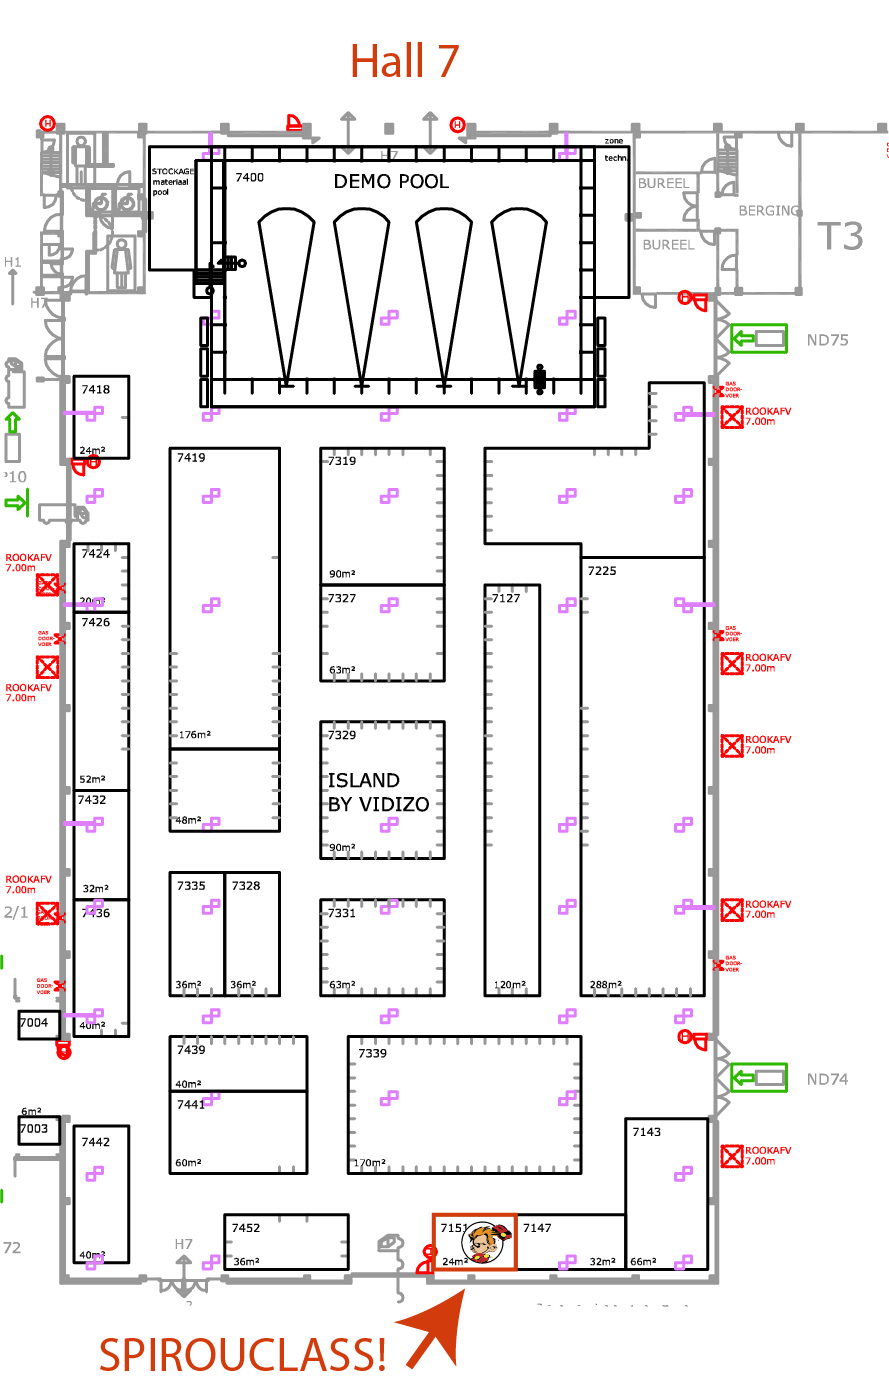 Hall 7
H7
zone
techn.
STOCKAGE
materiaal
pool
7400
DEMO POOL
BUREEL
BERGING
BUREEL
T3
H1
H7
ND75
GAS
DOOR-
VOER
ROOKAFV
7.00m
7418
24m²
7419
7319
90m²
7424
20m²
ROOKAFV
7.00m
7225
7327
63m²
7127
7426
GAS
DOOR-
VOER
GAS
DOOR-
VOER
ROOKAFV
7.00m
ROOKAFV
7.00m
176m²
7329
ROOKAFV
7.00m
ISLAND
BY VIDIZO
52m²
7432
48m²
90m²
ROOKAFV
7.00m
32m²
7335
7328
7331
2/1
7436
ROOKAFV
7.00m
GAS
DOOR-
VOER
GAS
DOOR-
VOER
36m²
36m²
63m²
120m²
288m²
7004
40m²
7439
7339
40m²
ND74
7441
6m²
7003
7442
7143
60m²
170m²
ROOKAFV
7.00m
7452
7151
7147
72
H7
40m²
36m²
24m²
32m²
66m²
SPIROUCLASS!